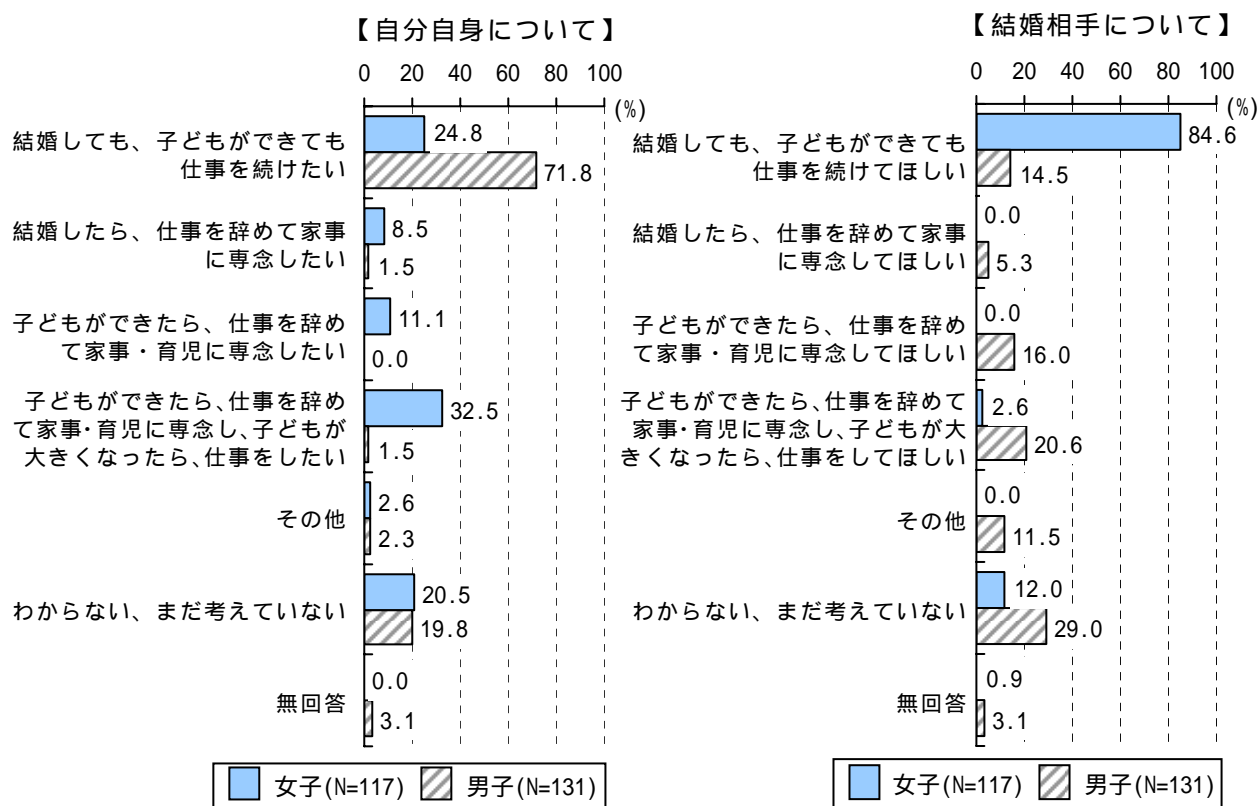 【自分自身について】
0 20 40 60 80 100
(%)
結婚しても、子どもができても
仕事を続けたい
24.8
71.8
結婚したら、仕事を辞めて家事
に専念したい
8.5
1.5
子どもができたら、仕事を辞め
て家事・育児に専念したい
11.1
0.0
子どもができたら、仕事を辞め
て家事・育児に専念し、子どもが
大きくなったら、仕事をしたい
32.5
1.5
その他
2.6
2.3
わからない、まだ考えていない
20.5
19.8
無回答
0.0
3.1
女子(N=117) 男子(N=131)
【結婚相手について】
0 20 40 60 80 100
(%)
結婚しても、子どもができても
仕事を続けてほしい
84.6
14.5
結婚したら、仕事を辞めて家事
に専念してほしい
0.0
5.3
子どもができたら、仕事を辞め
て家事・育児に専念してほしい
0.0
16.0
子どもができたら、仕事を辞めて
家事・育児に専念し、子どもが大
きくなったら、仕事をしてほしい
2.6
20.6
その他
0.0
11.5
わからない、まだ考えていない
12.0
29.0
無回答
0.9
3.1
女子(N=117) 男子(N=131)